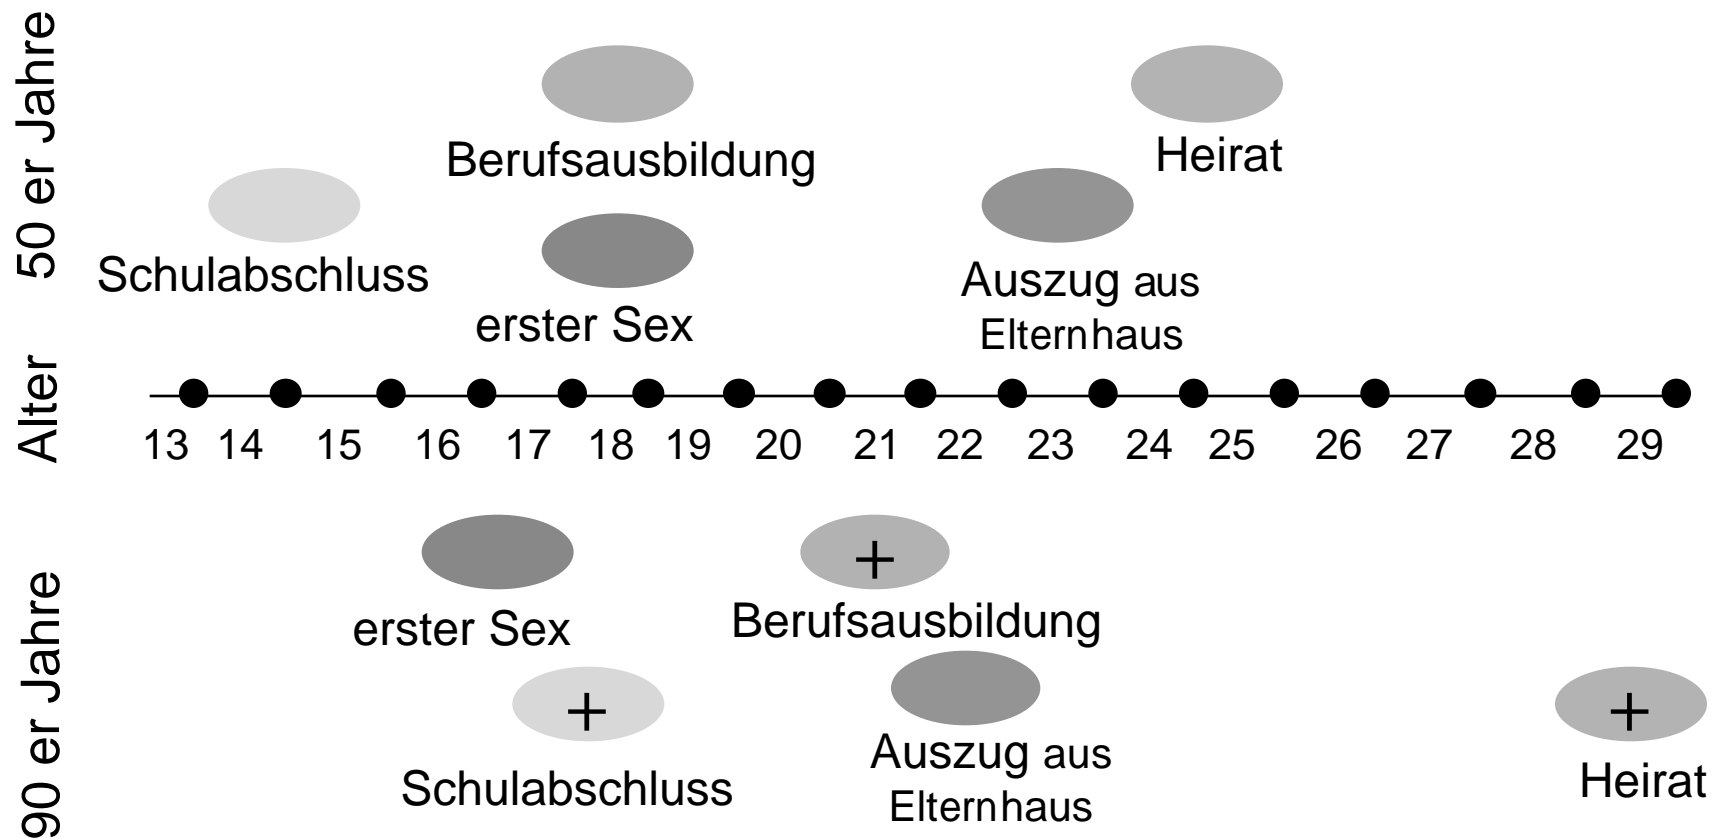 50 er Jahre
Berufsausbildung
Heirat
Schulabschluss
erster Sex
Auszug aus
Elternhaus
Alter
13 14 15 16 17 18 19 20 21 22 23 24 25 26 27 28 29
90 er Jahre
+
erster Sex
Berufsausbildung
+
+
Schulabschluss
Auszug aus
Elternhaus
Heirat